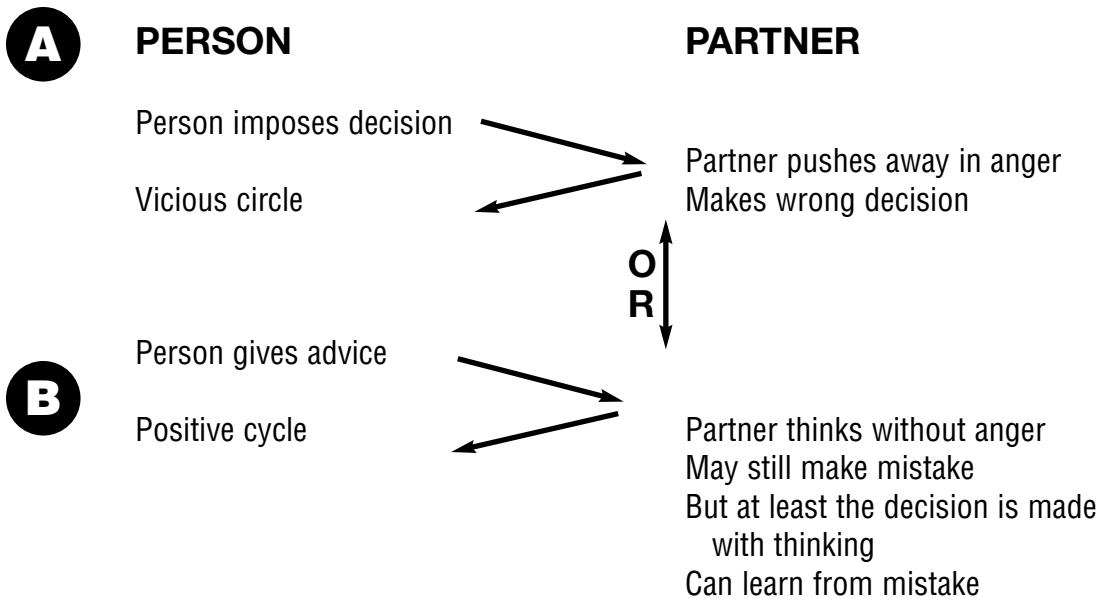 A PERSON PARTNER
Person imposes decision
Partner pushes away in anger
Vicious circle
Makes wrong decision
O
R
Person gives advice
B
Positive cycle
Partner thinks without anger
May still make mistake
But at least the decision is made
with thinking
Can learn from mistake